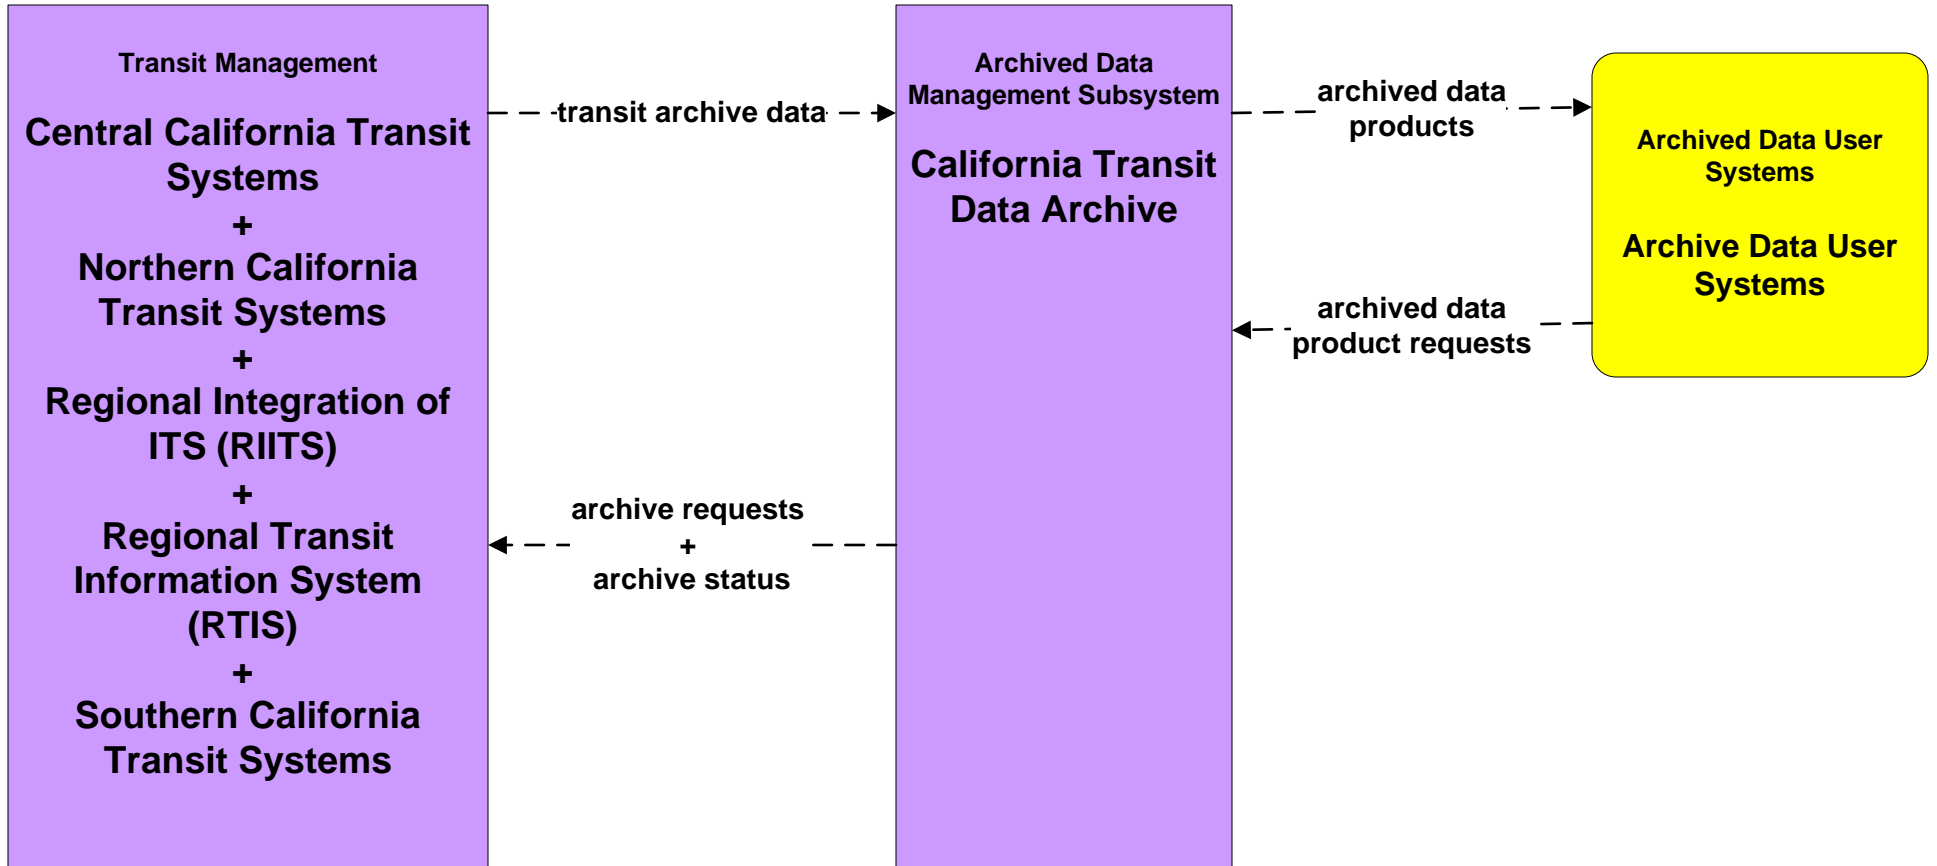 Transit Management
Central California Transit
Systems
+
Northern California
Transit Systems
+
Regional Integration of
ITS (RIITS)
+
Regional Transit
Information System
(RTIS)
+
Southern California
Transit Systems
transit archive data
archive requests
+
archive status
Archived Data
Management Subsystem
California Transit
Data Archive
archived data
products
archived data
product requests
Archived Data User
Systems
Archive Data User
Systems